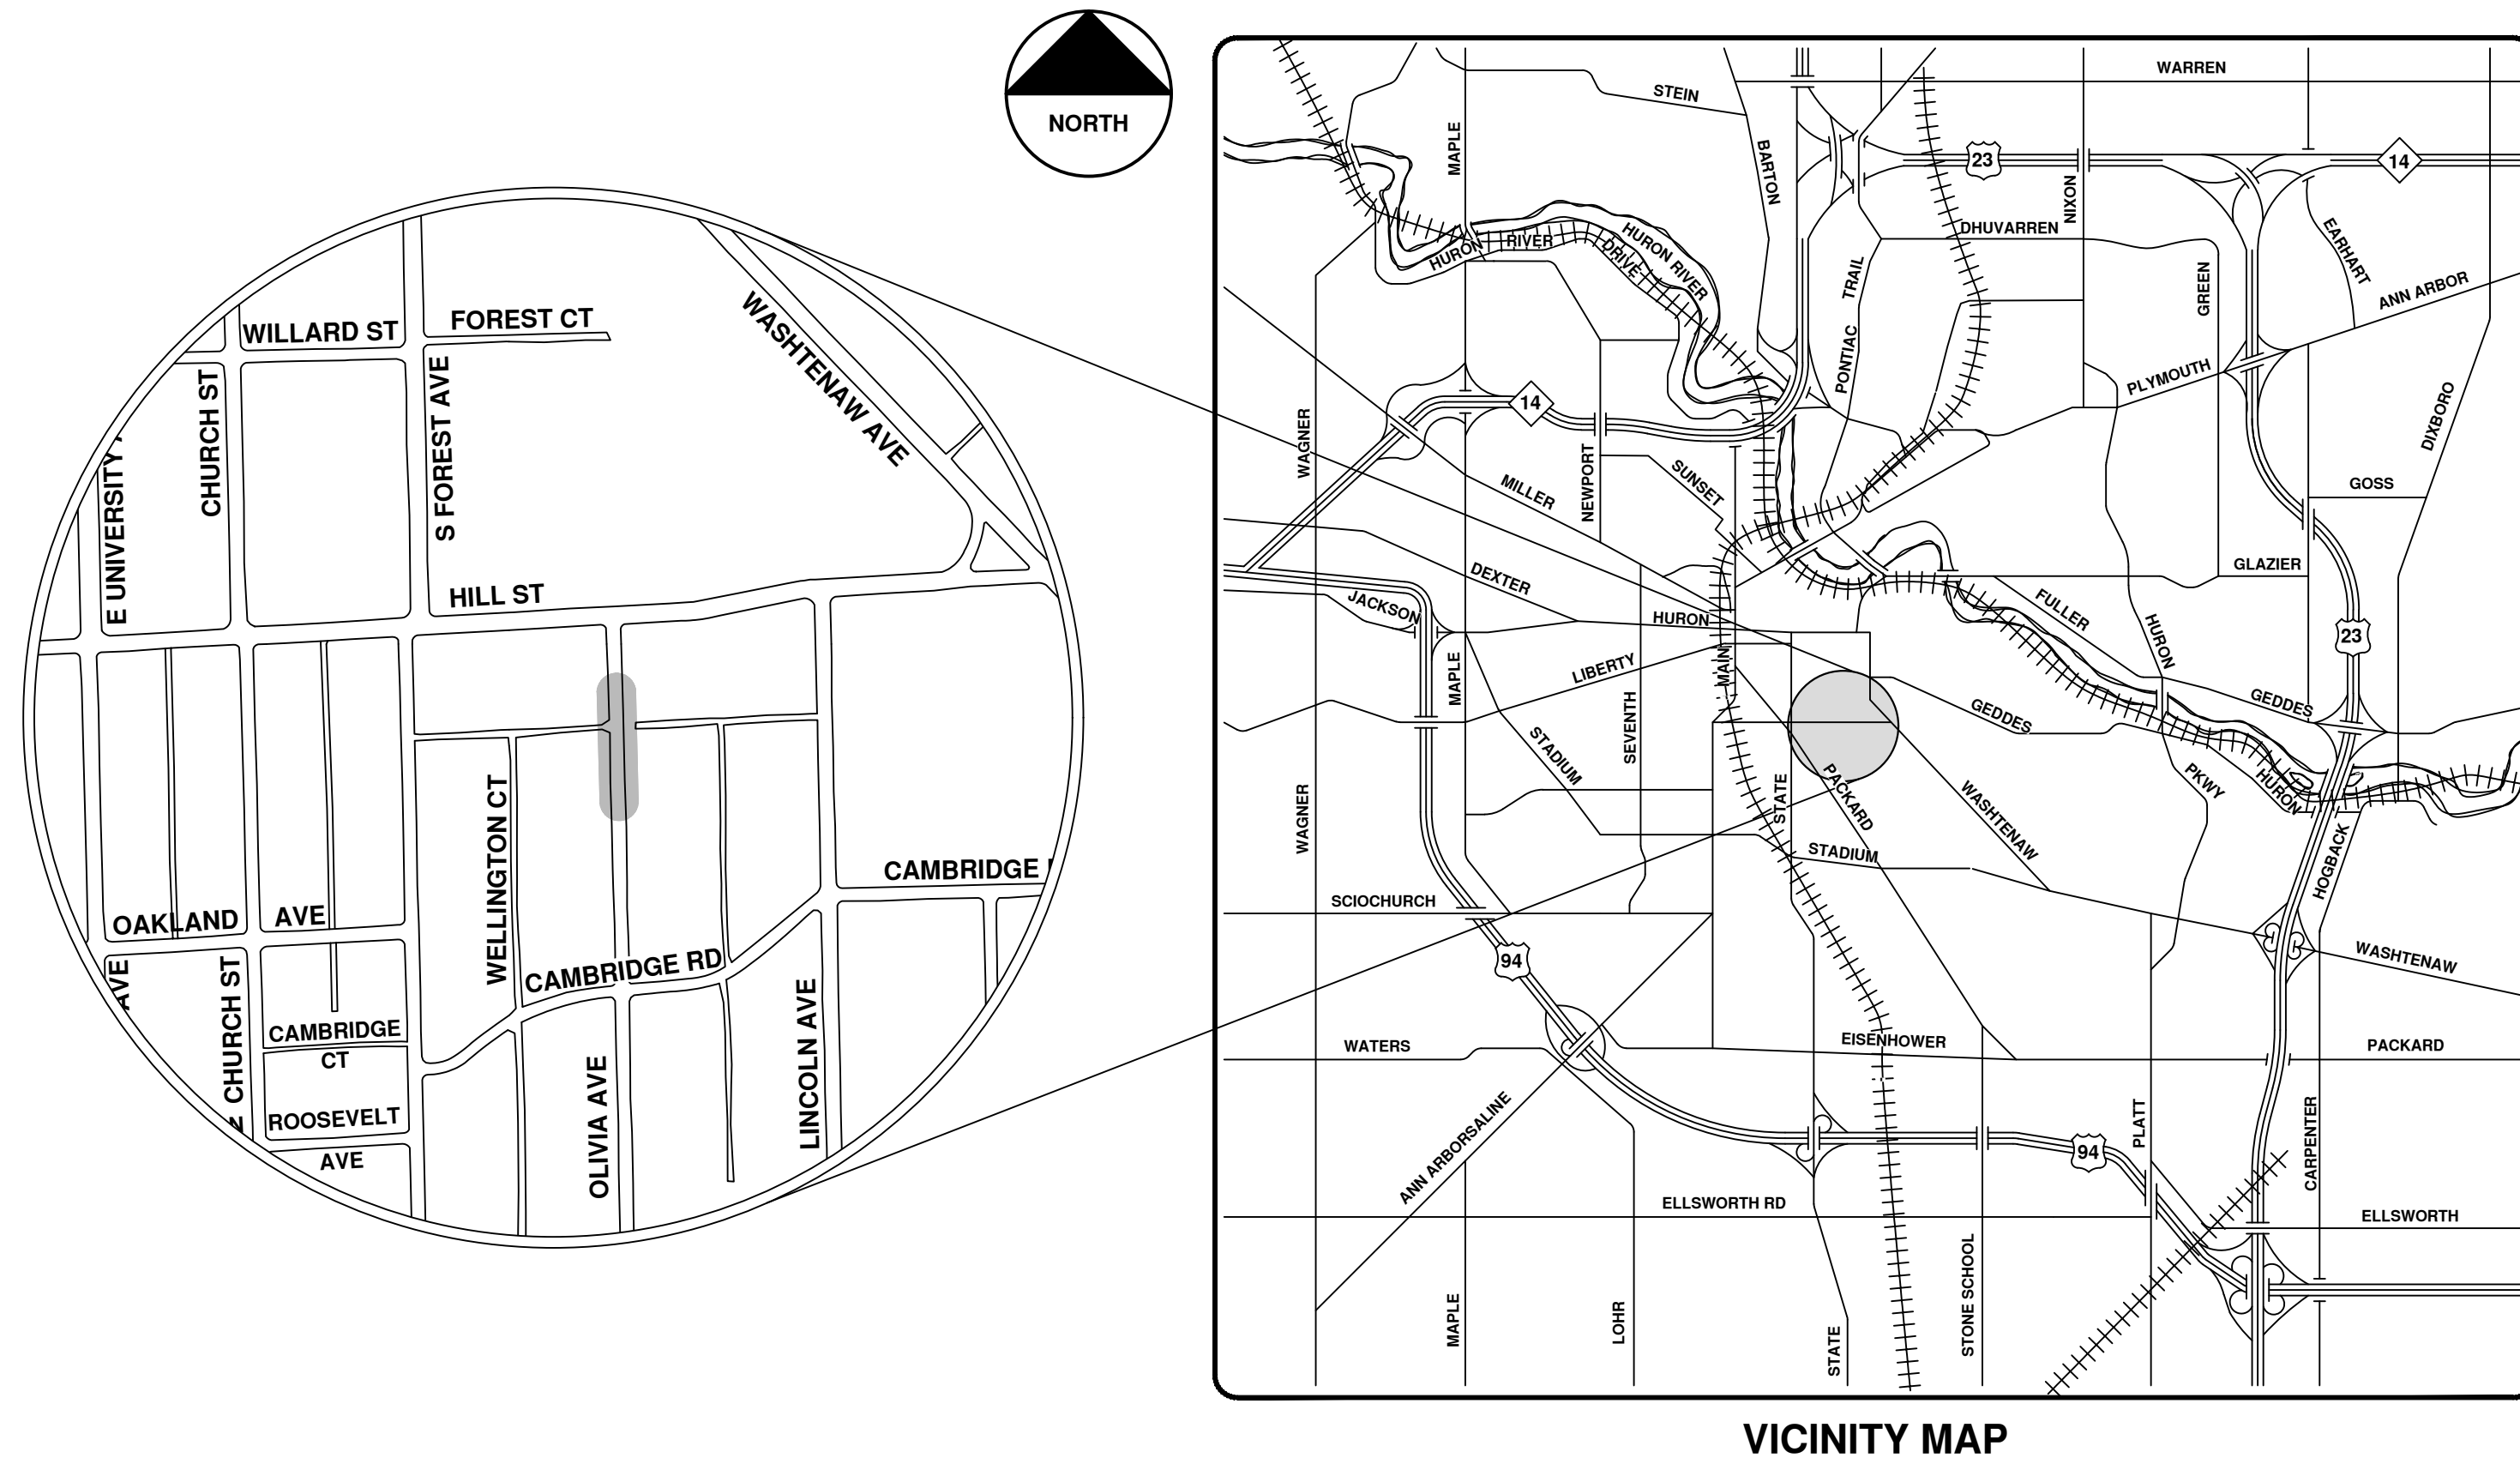 NORTH
WILLARD ST
FOREST CT
WASHTENAW AVE
CHURCH ST
S FOREST AVE
E UNIVERSITY
HILL ST
WELLINGTON CT
CAMBRIDGE
OAKLAND AVE
CAMBRIDGE RD
AVE
CHURCH ST
CAMBRIDGE
CT
ROOSEVELT
AVE
OLIVIA AVE
LINCOLN AVE
WARREN
STEIN
MAPLE
BARTON
23
14
NIXON
DHUVARREN
EARHART
HURON RIVER DRIVE
HURON RIVER
TRAIL
PONTIAC
GREEN
ANN ARBOR
PLYMOUTH
DIXBORO
14
WAGNER
NEWPORT
SUNSET
MILLER
GOSS
GLAZIER
DEXTER
JACKSON
HURON
FULLER
HURON
23
LIBERTY
MAIN
MAPLE
SEVENTH
STADIUM
GEDDES
GEDDES
WAGNER
STATE
PACKARD
WASHTENAW
PKWY
HURON
STADIUM
HOGBACK
SCIOCHURCH
94
WASHTENAW
WATERS
EISENHOWER
PACKARD
ANN ARBORSALINE
94
PLATT
CARPENTER
ELLSWORTH RD
ELLSWORTH
MAPLE
LOHR
STATE
STONE SCHOOL
VICINITY MAP